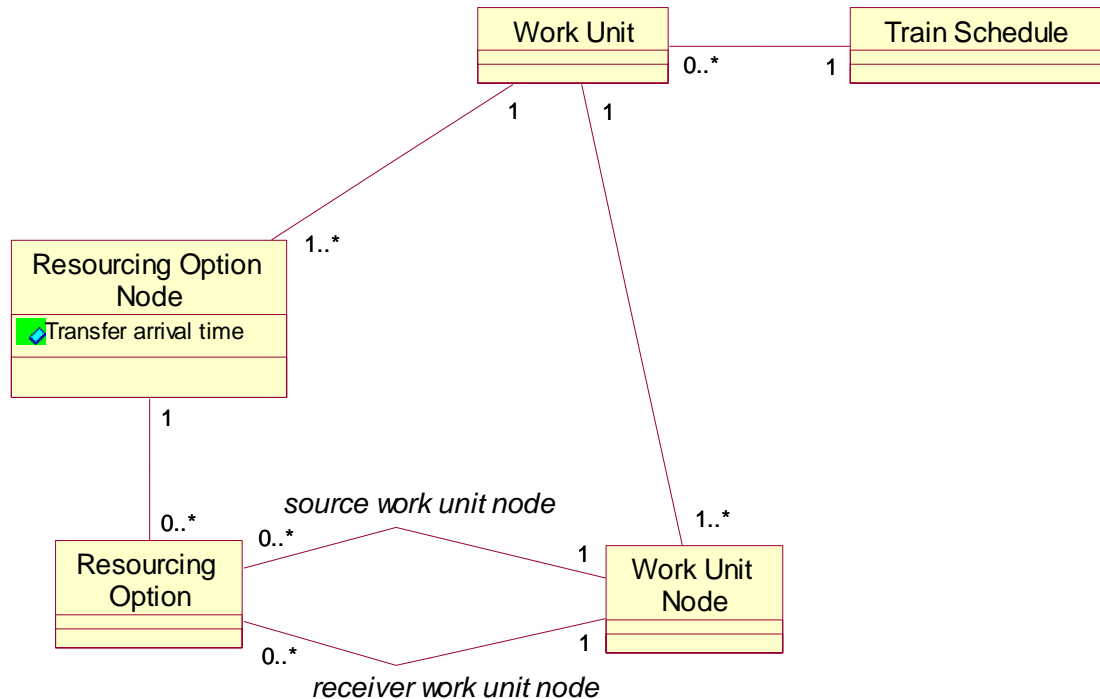 Work Unit
Train Schedule
0..*
1
1
1
1..*
Resourcing Option
Node
Transfer arrival time
1
0..*
source work unit node
0..*
1
1..*
Resourcing
Option
Work Unit
Node
0..*
1
receiver work unit node